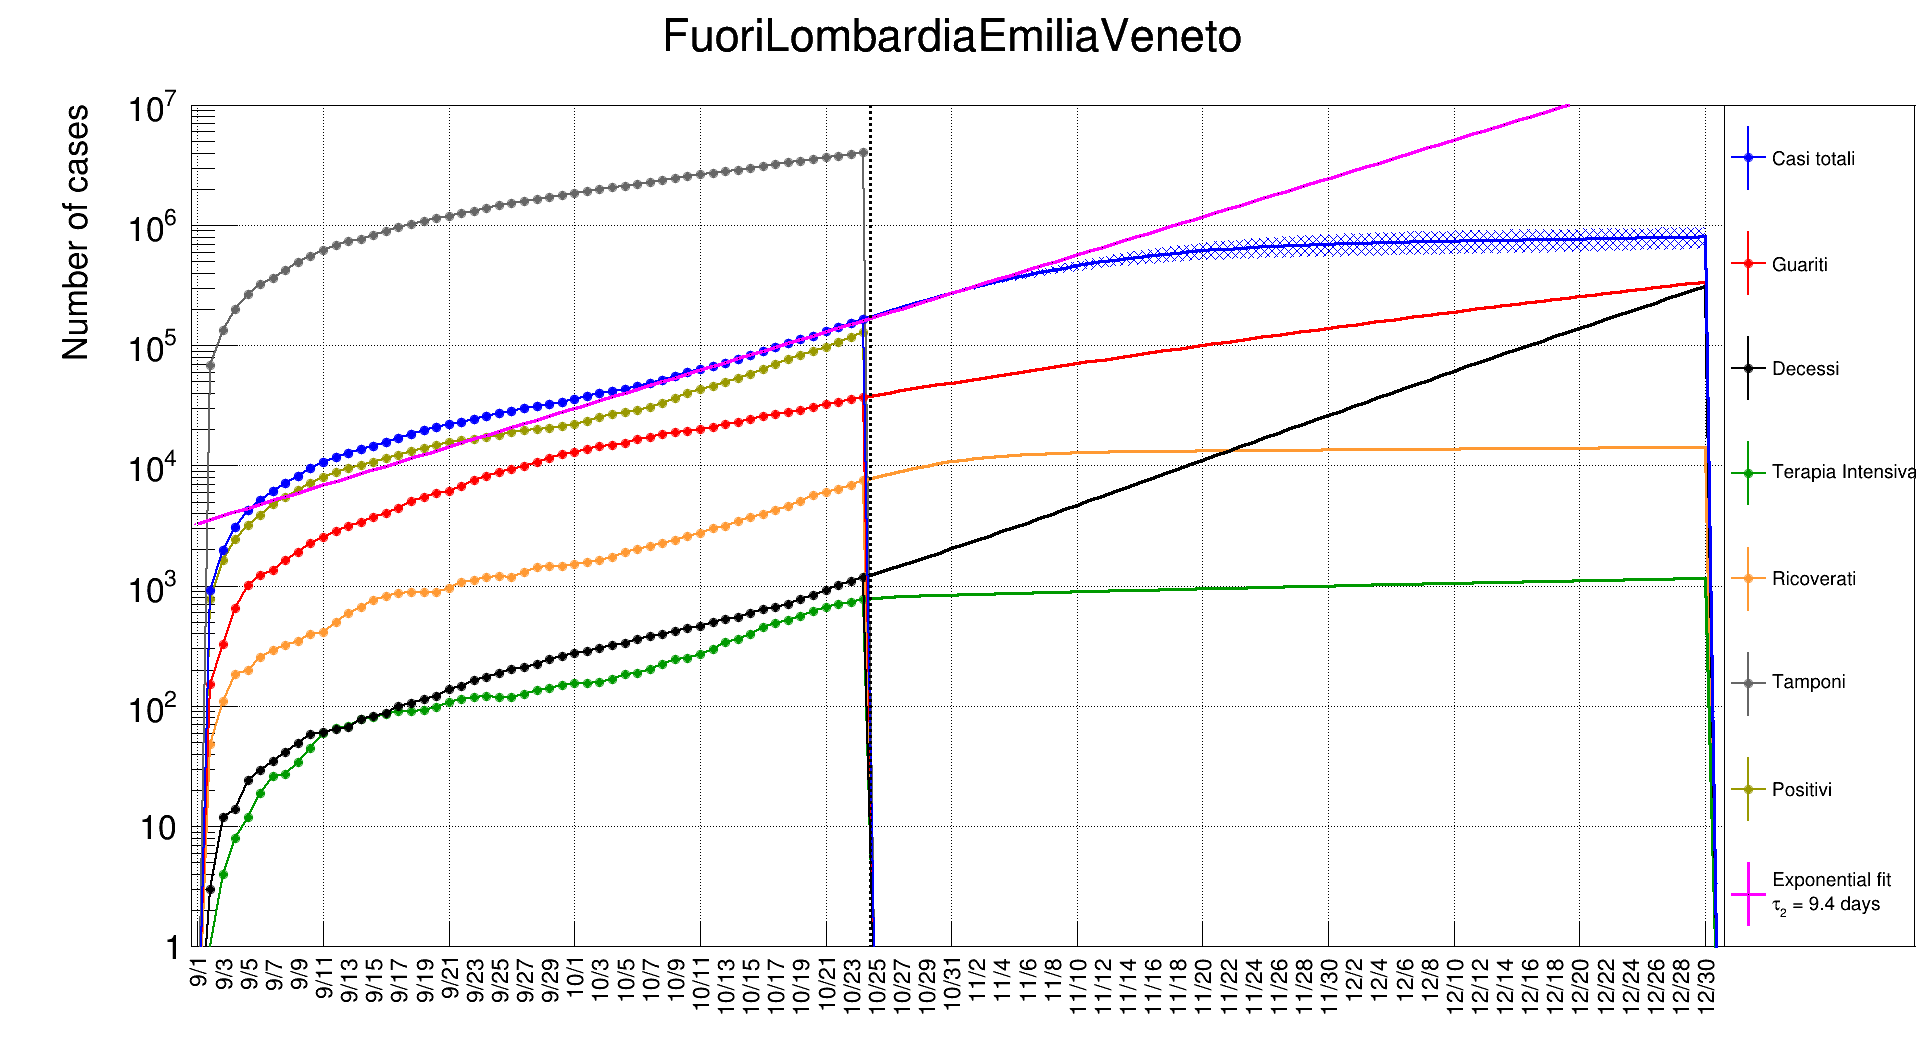 FuoriLombardiaEmiliaVeneto
Number of cases
10^7
10^6
10^5
10^4
10^3
10^2
10
1
9/1 9/3 9/5 9/7 9/9 9/11 9/13 9/15 9/17 9/19 9/21 9/23 9/25 9/27 9/29 10/1 10/3 10/5 10/7 10/9 10/11 10/13 10/15 10/17 10/19 10/21 10/23 10/25 10/27 10/29 10/31 11/2 11/4 11/6 11/8 11/10 11/12 11/14 11/16 11/18 11/20 11/22 11/24 11/26 11/28 11/30 12/2 12/4 12/6 12/8 12/10 12/12 12/14 12/16 12/18 12/20 12/22 12/24 12/26 12/28 12/30
Casi totali
Guariti
Decessi
Terapia Intensiva
Ricoverati
Tamponi
Positivi
Exponential fit
τ_2 = 9.4 days